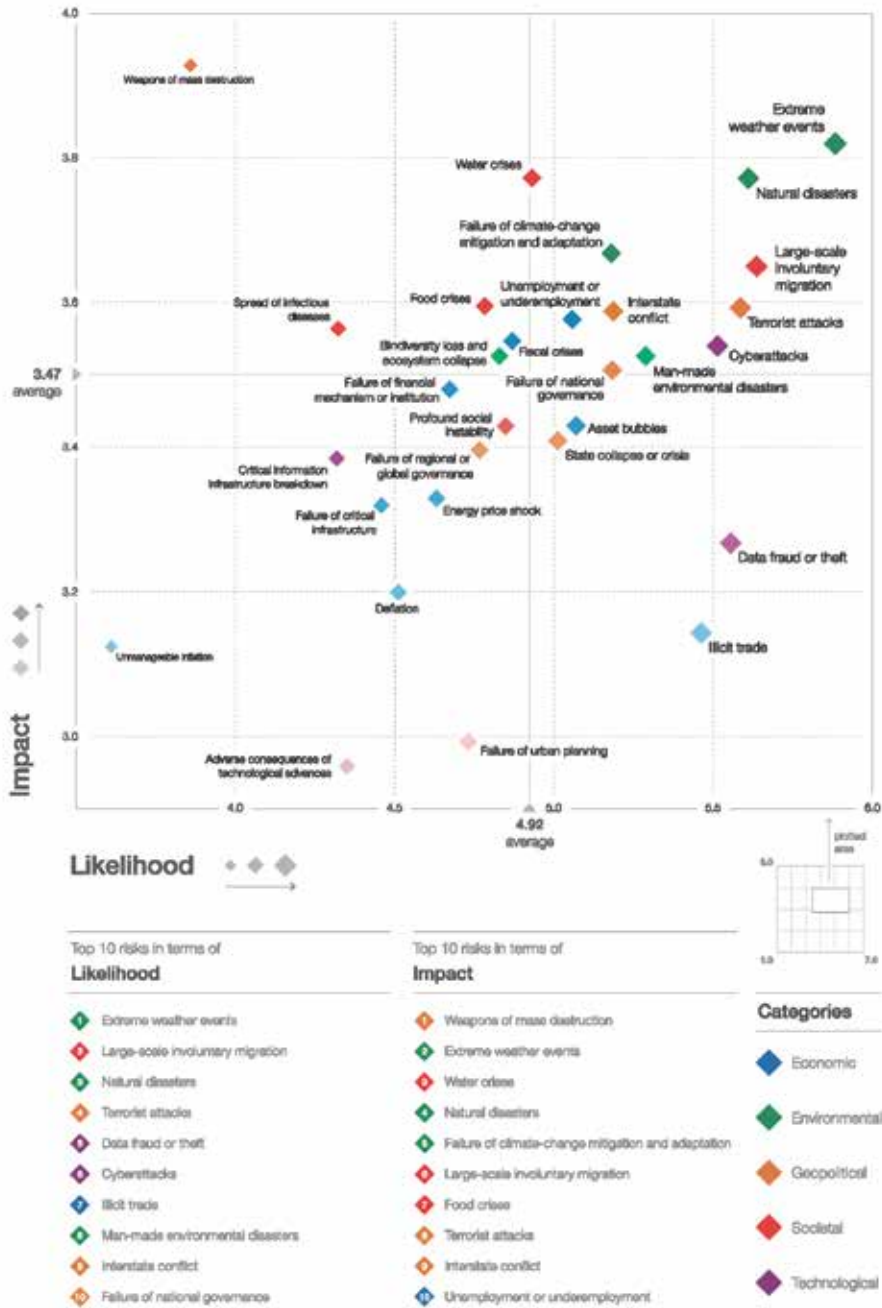 4.0
Weapons of mass destruction
Extreme
weather events
3.8
Water crises
Natural disasters
Failure of climate-change
mitigation and adaptation
Large-scale
involuntary
migration
3.6
Spread of infectious
diseases
Food crises
Unemployment or
underemployment
Interstate
conflict
Terrorist attacks
Biodiversity loss and
ecosystem collapse
Fiscal crises
Cyberattacks
3.47
average
Failure of financial
mechanism or institution
Failure of national
governance
Man-made
environmental disasters
Profound social
instability
Asset bubbles
3.4
Critical information
infrastructure breakdown
Failure of regional or
global governance
State collapse or crisis
Failure of critical
infrastructure
Energy price shock
Data fraud or theft
3.2
Deflation
Unmanageable inflation
Illicit trade
3.0
Adverse consequences of
technological advances
Failure of urban planning
Impact
4.0
4.5
5.0
5.5
6.0
4.92
average
Likelihood
plotted
area
5.0
1.0
7.0
Top 10 risks in terms of
Likelihood
1 Extreme weather events
2 Large-scale involuntary migration
3 Natural disasters
4 Terrorist attacks
5 Data fraud or theft
6 Cyberattacks
7 Illicit trade
8 Man-made environmental disasters
9 Interstate conflict
10 Failure of national governance
Top 10 risks in terms of
Impact
1 Weapons of mass destruction
2 Extreme weather events
3 Water crises
4 Natural disasters
5 Failure of climate-change mitigation and adaptation
6 Large-scale involuntary migration
7 Food crises
8 Terrorist attacks
9 Interstate conflict
10 Unemployment or underemployment
Categories
Economic
Environmental
Geopolitical
Societal
Technological